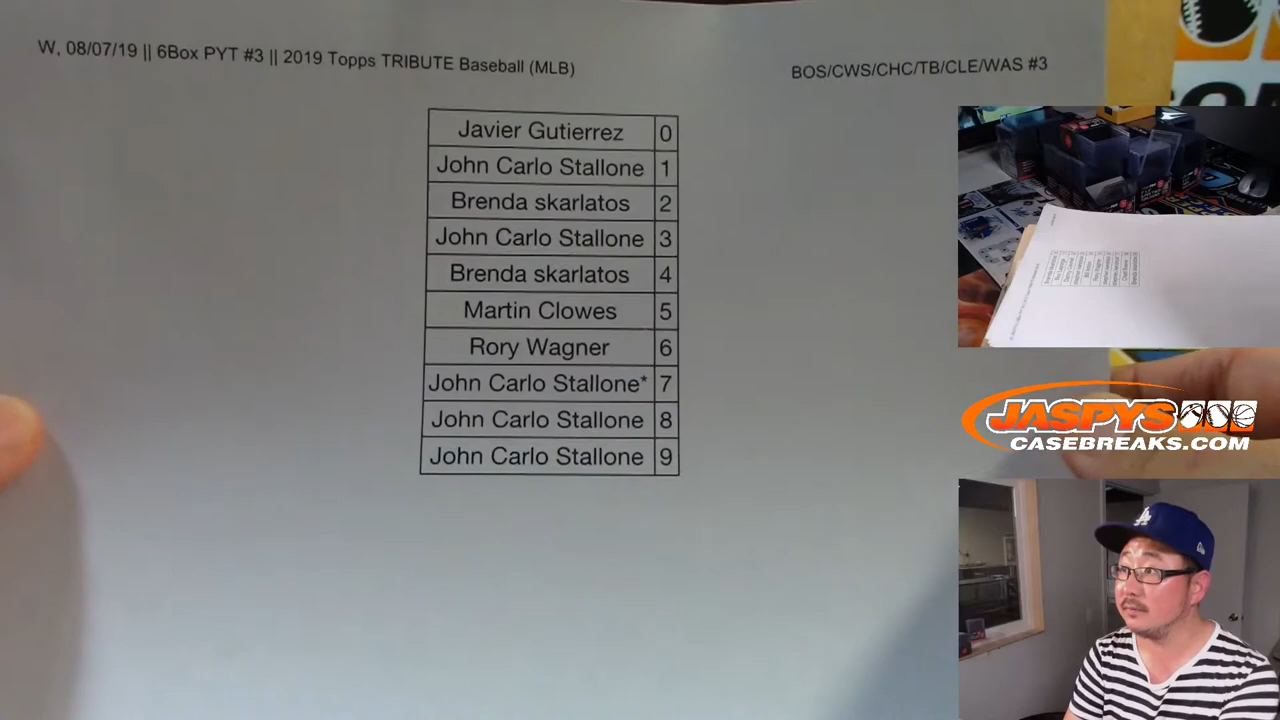 W, 08/07/19 || 6Box PYT #3 || 2019 Topps TRIBUTE Baseball (MLB)
BOS/CWS/CHC/TB/CLE/WAS #3
Javier Gutierrez 0
John Carlo Stallone 1
Brenda skarlatos 2
John Carlo Stallone 3
Brenda skarlatos 4
Martin Clowes 5
Rory Wagner 6
John Carlo Stallone* 7
John Carlo Stallone 8
John Carlo Stallone 9
JASPYS
CASEBREAKS.COM
LA